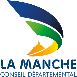 LA MANCHE
CONSEIL DÉPARTEMENTAL